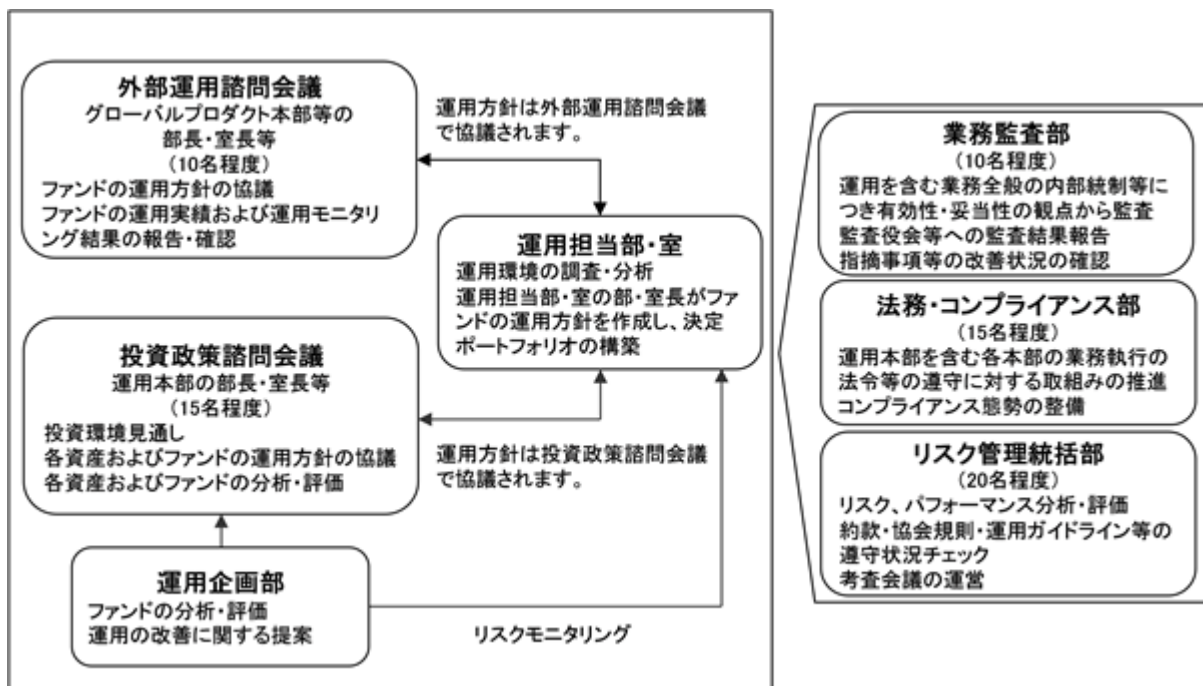 外部運用諮問会議
グローバルプロダクト本部等の
部長・室長等
(10名程度)
ファンドの運用方針の協議
ファンドの運用実績および運用モニタリ
ング結果の報告・確認
運用方針は外部運用諮問会議
で協議されます。
運用担当部・室
運用環境の調査・分析
運用担当部・室の部・室長がファ
ンドの運用方針を作成し、決定
ポートフォリオの構築
投資政策諮問会議
運用本部の部長・室長等
(15名程度)
投資環境見通し
各資産およびファンドの運用方針の協議
各資産およびファンドの分析・評価
運用方針は投資政策諮問会議
で協議されます。
運用企画部
ファンドの分析・評価
運用の改善に関する提案
リスクモニタリング
業務監査部
(10名程度)
運用を含む業務全般の内部統制等に
つき有効性・妥当性の観点から監査
監査役会等への監査結果報告
指摘事項等の改善状況の確認
法務・コンプライアンス部
(15名程度)
運用本部を含む各本部の業務執行の
法令等の遵守に対する取組みの推進
コンプライアンス態勢の整備
リスク管理統括部
(20名程度)
リスク、パフォーマンス分析・評価
約款・協会規則・運用ガイドライン等の
遵守状況チェック
考査会議の運営